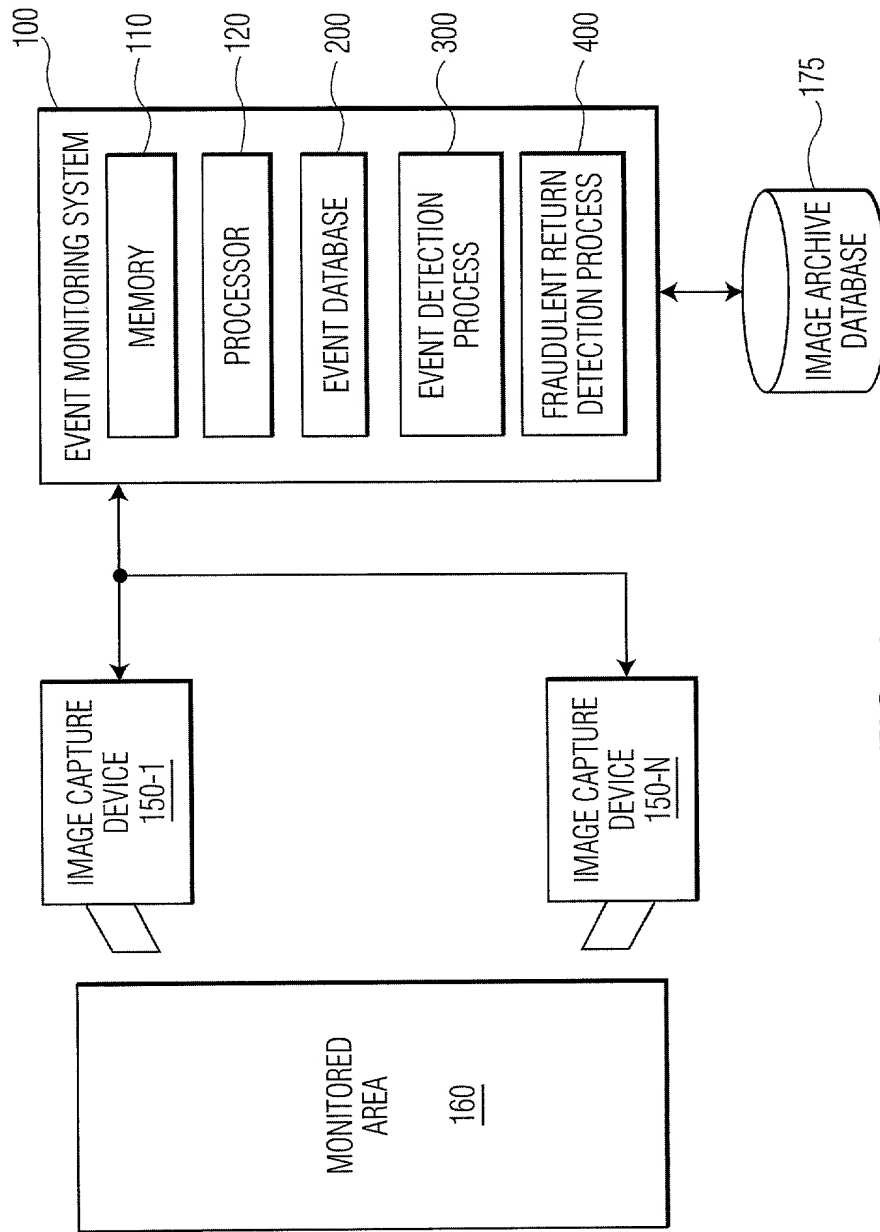 MONITORED
AREA
160
IMAGE CAPTURE
DEVICE
150-1
IMAGE CAPTURE
DEVICE
150-N
EVENT MONITORING SYSTEM
100
MEMORY
110
PROCESSOR
120
EVENT DATABASE
200
EVENT DETECTION
PROCESS
300
FRAUDULENT RETURN
DETECTION PROCESS
400
IMAGE ARCHIVE
DATABASE
175